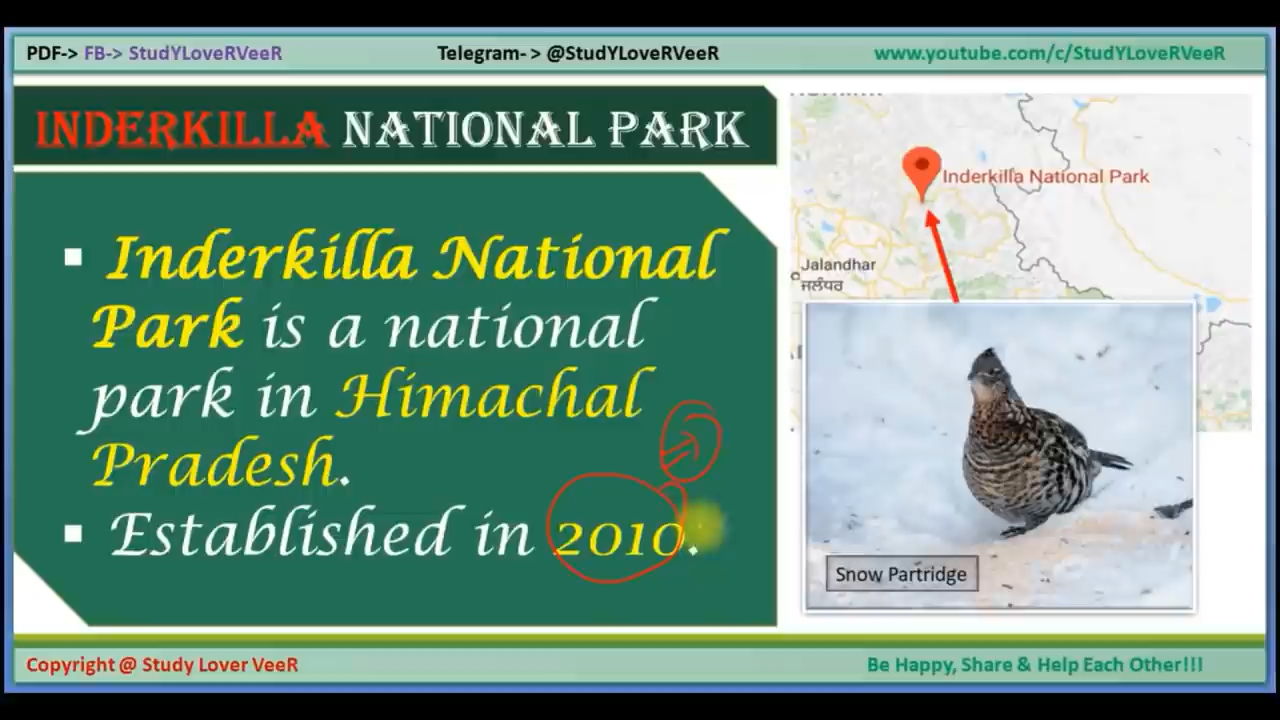 PDF-> FB-> StudYLoveRVeeR
Telegram- > @StudYLoveRVeeR
www.youtube.com/c/StudYLoveRVeeR
INDERKILLA NATIONAL PARK
▪ Inderkilla National
Park is a national
park in Himachal
Pradesh.
▪ Established in 2010.
Inderkilla National Park
Jalandhar
ਜਲੰਧਰ
Snow Partridge
Copyright @ Study Lover VeeR
Be Happy, Share & Help Each Other!!!